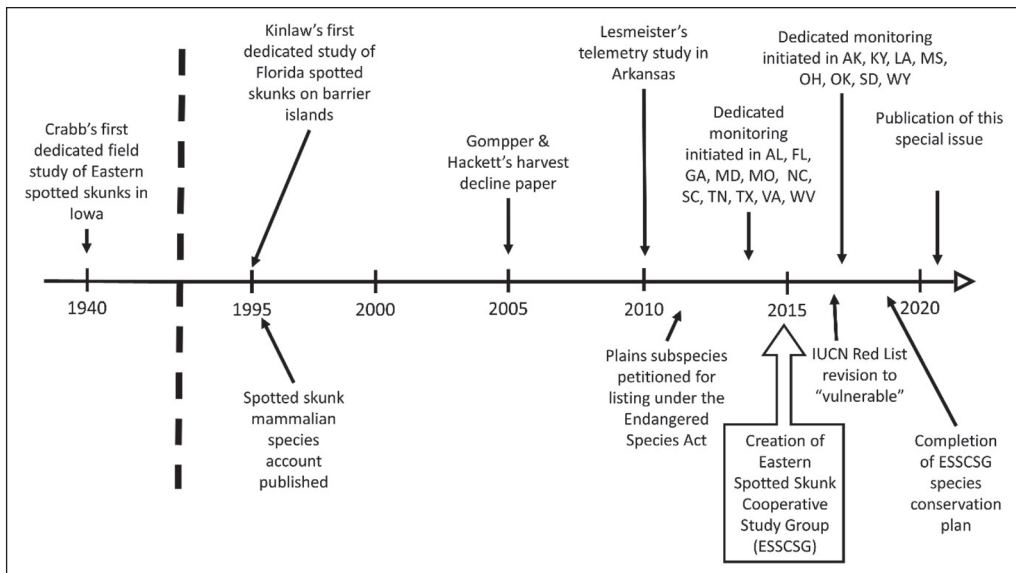 Crabb's first
dedicated field
study of Eastern
spotted skunks in
Iowa
Kinlaw's first
dedicated study of
Florida spotted
skunks on barrier
islands
Gompper &
Hackett's harvest
decline paper
Lesmeister's
telemetry study in
Arkansas
Dedicated
monitoring
initiated in AL, FL,
GA, MD, MO, NC,
SC, TN, TX, VA, WV
Dedicated monitoring
initiated in AK, KY, LA, MS,
OH, OK, SD, WY
Publication of this
special issue
1940
1995
2000
2005
2010
2015
2020
Spotted skunk
mammalian
species
account
published
Plains subspecies
petitioned for
listing under the
Endangered
Species Act
Creation of
Eastern
Spotted Skunk
Cooperative
Study Group
(ESSCSG)
IUCN Red List
revision to
"vulnerable"
Completion
of ESSCSG
species
conservation
plan